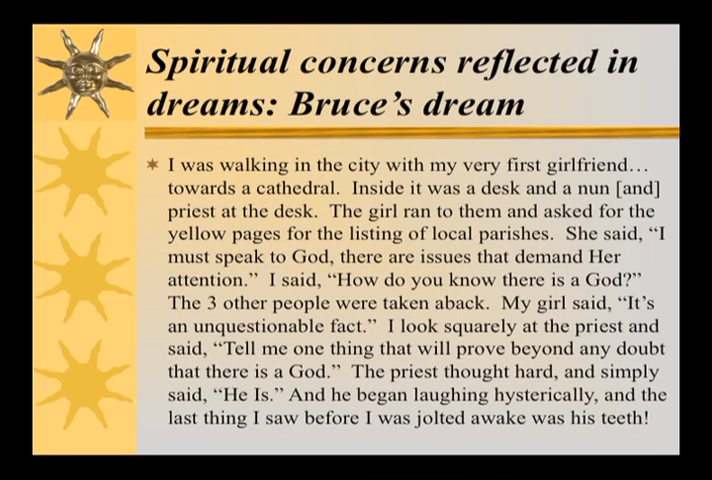 Spiritual concerns reflected in
dreams: Bruce's dream
I was walking in the city with my very first girlfriend…
towards a cathedral.  Inside it was a desk and a nun [and]
priest at the desk.  The girl ran to them and asked for the
yellow pages for the listing of local parishes.  She said, “I
must speak to God, there are issues that demand Her
attention.”  I said, “How do you know there is a God?”
The 3 other people were taken aback.  My girl said, “It’s
an unquestionable fact.”  I look squarely at the priest and
said, “Tell me one thing that will prove beyond any doubt
that there is a God.”  The priest thought hard, and simply
said, “He Is.” And he began laughing hysterically, and the
last thing I saw before I was jolted awake was his teeth!